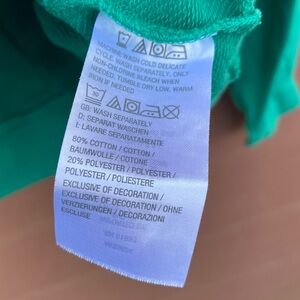 MACHINE WASH COLD DELICATE
CYCLE, WASH SEPARATELY, ONLY
NON-CHLORINE BLEACH WHEN
NEEDED, TUMBLE DRY LOW, WARM
IRON IF NEEDED
30
GB: WASH SEPARATELY
D: SEPARAT WASCHEN
I: LAVARE SEPARATAMENTE
80% COTTON / COTTON /
BAUMWOLLE / COTONE
20% POLYESTER / POLYESTER /
POLYESTER / POLIESTERE
EXCLUSIVE OF DECORATION /
EXCLUSIVE OF DECORATION / OHNE
VERZIERUNGEN / DECORAZIONI
ESCLUSE